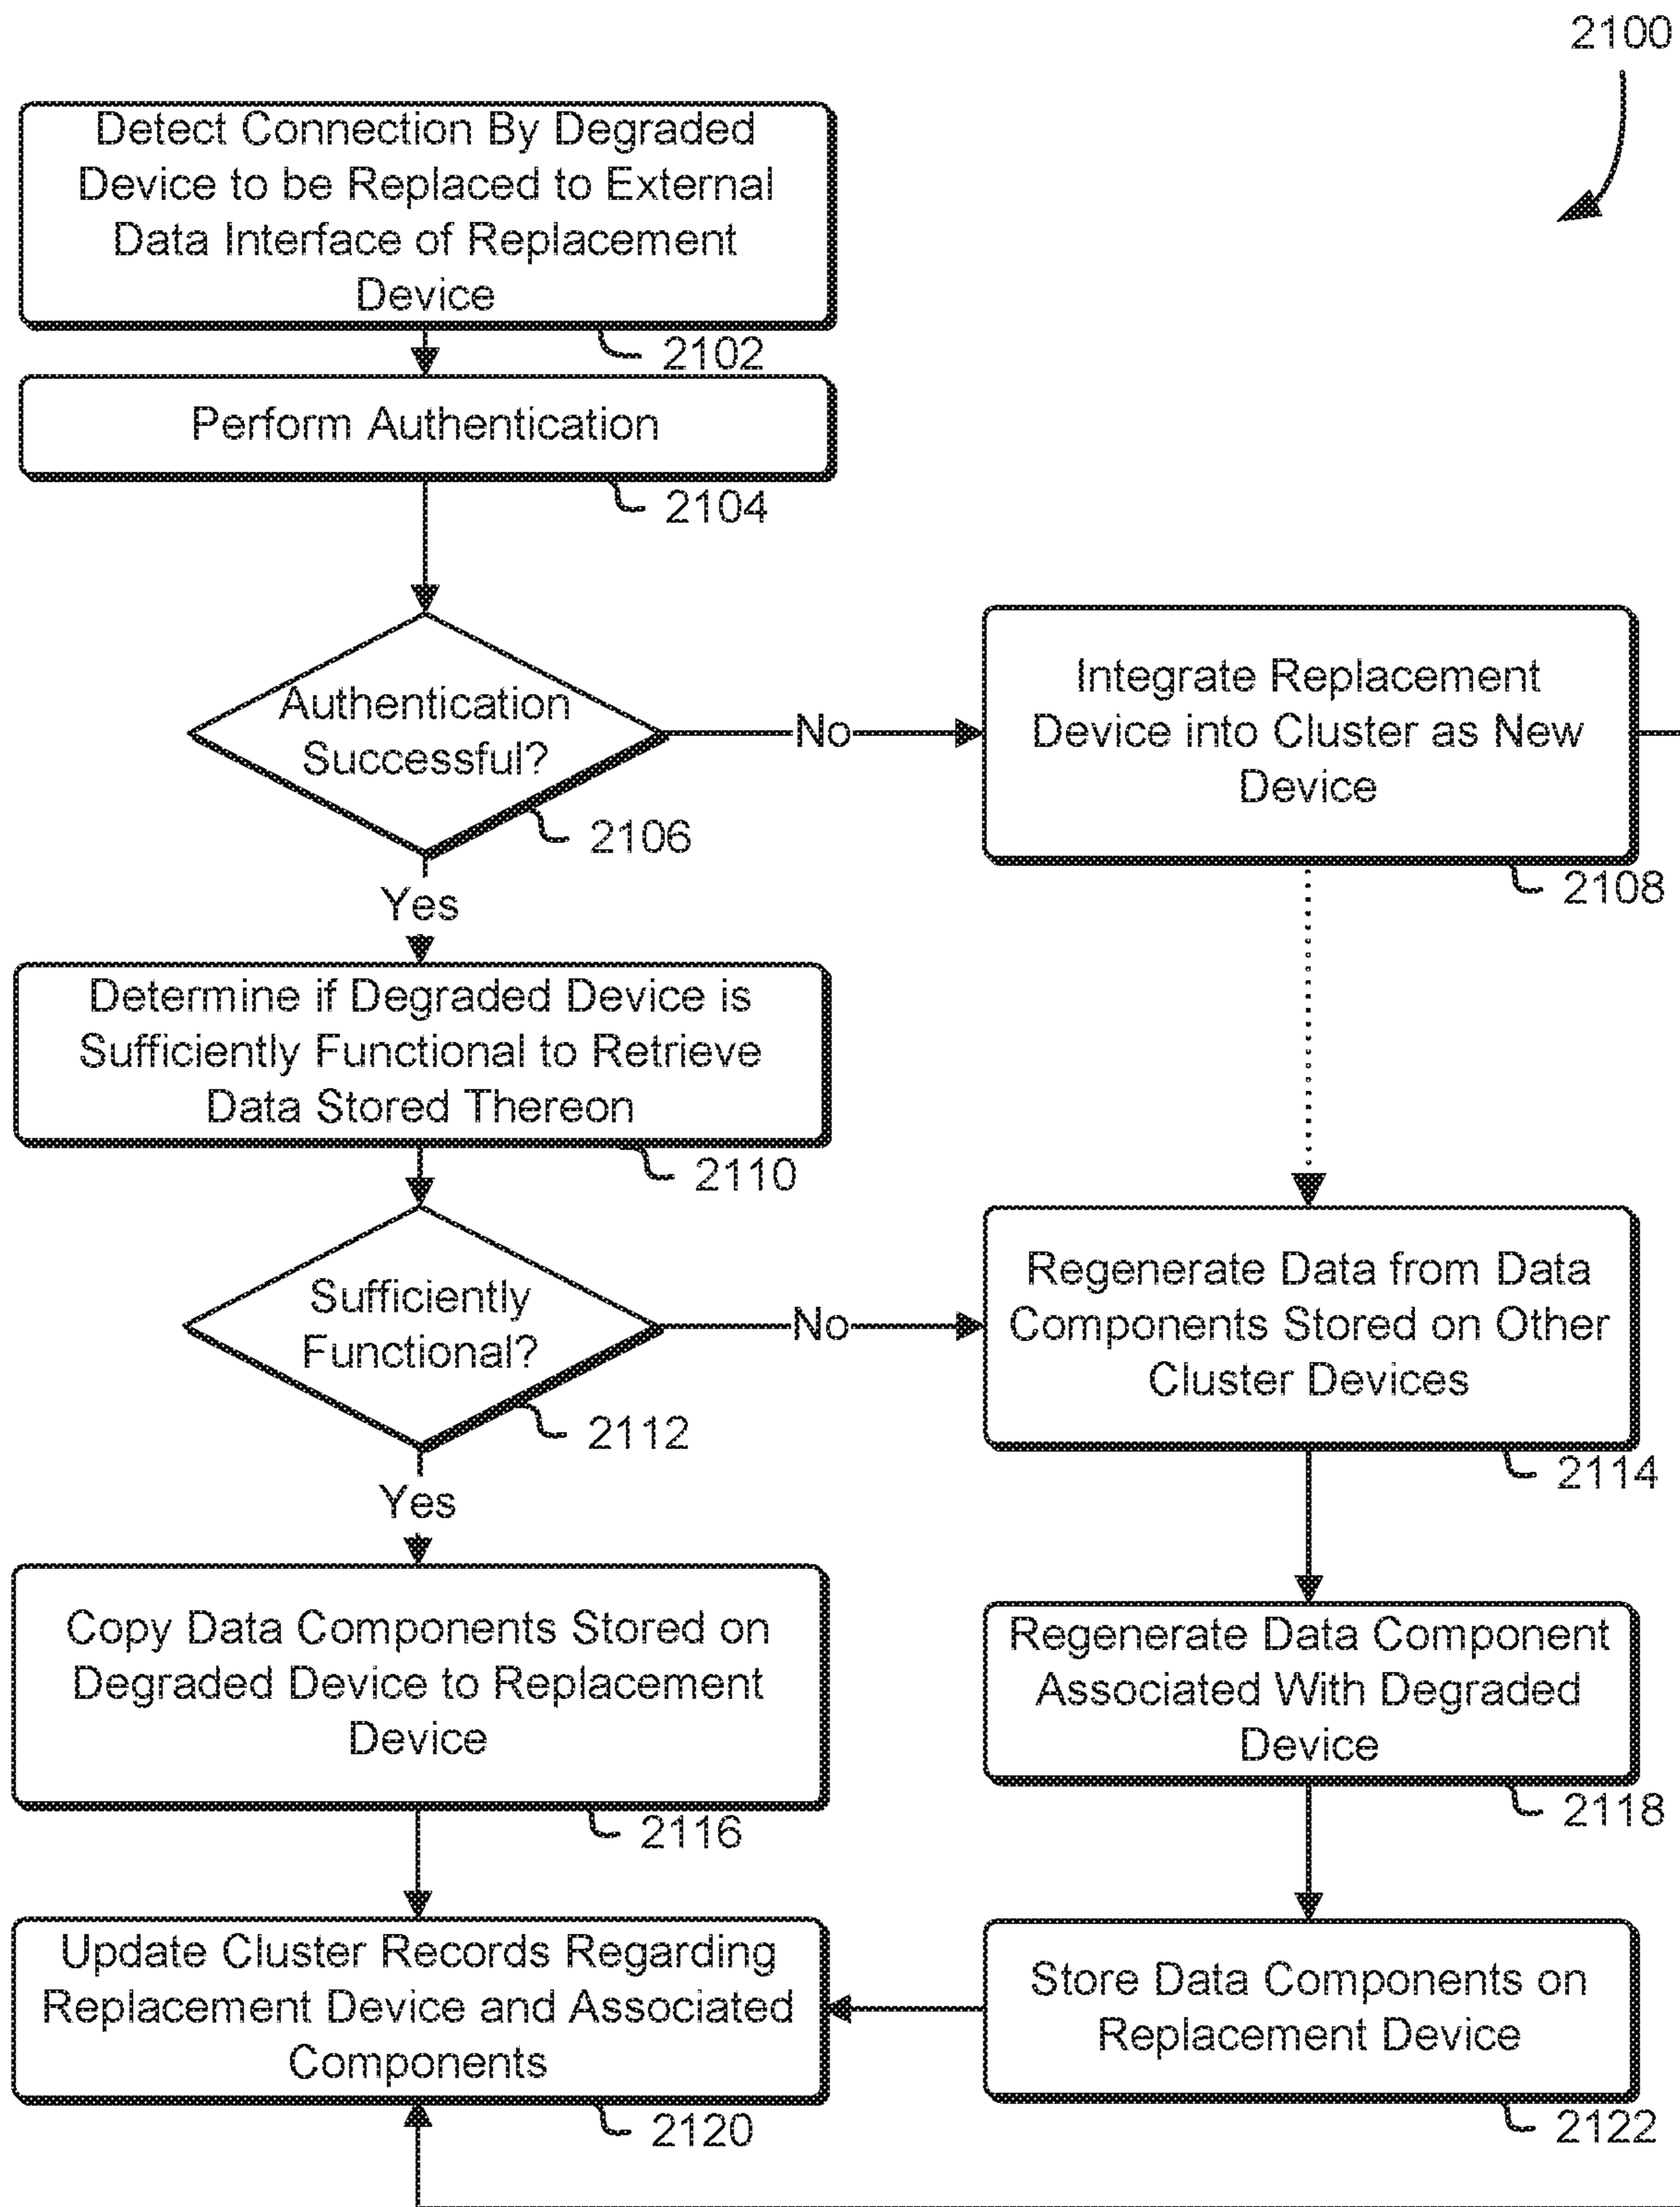 2100
Detect Connection By Degraded
Device to be Replaced to External
Data Interface of Replacement
Device
2102
Perform Authentication
2104
Authentication
Successful?
2106
No
Integrate Replacement
Device into Cluster as New
Device
2108
Yes
Determine if Degraded Device is
Sufficiently Functional to Retrieve
Data Stored Thereon
2110
Sufficiently
Functional?
2112
No
Regenerate Data from Data
Components Stored on Other
Cluster Devices
2114
Yes
Copy Data Components Stored on
Degraded Device to Replacement
Device
2116
Regenerate Data Component
Associated With Degraded
Device
2118
Update Cluster Records Regarding
Replacement Device and Associated
Components
2120
Store Data Components on
Replacement Device
2122